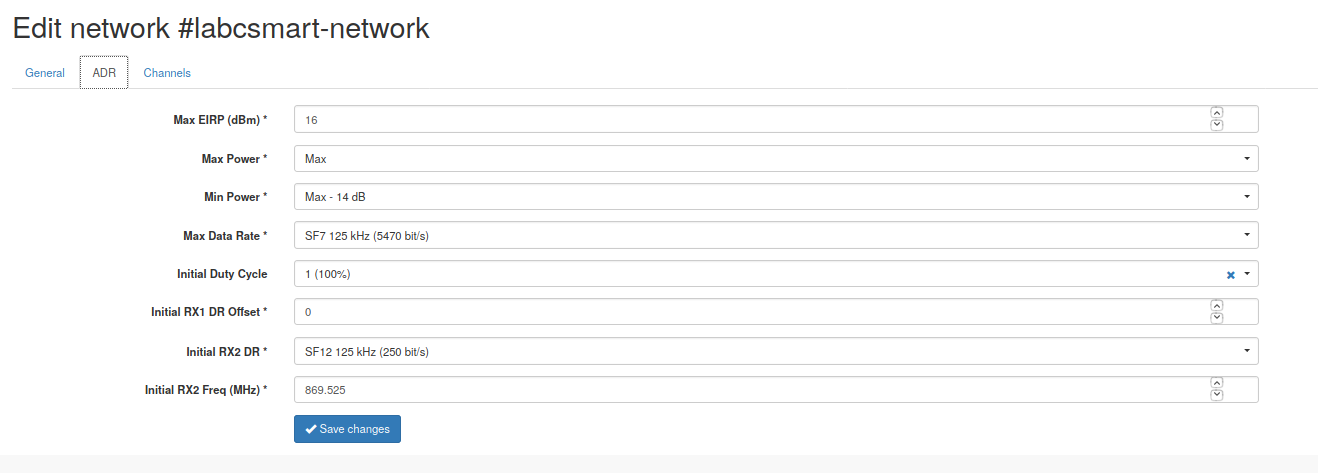 Edit network #labcsmart-network
General ADR Channels
Max EIRP (dBm) * 16
Max Power * Max
Min Power * Max - 14 dB
Max Data Rate * SF7 125 kHz (5470 bit/s)
Initial Duty Cycle 1 (100%)
Initial RX1 DR Offset * 0
Initial RX2 DR * SF12 125 kHz (250 bit/s)
Initial RX2 Freq (MHz) * 869.525
Save changes